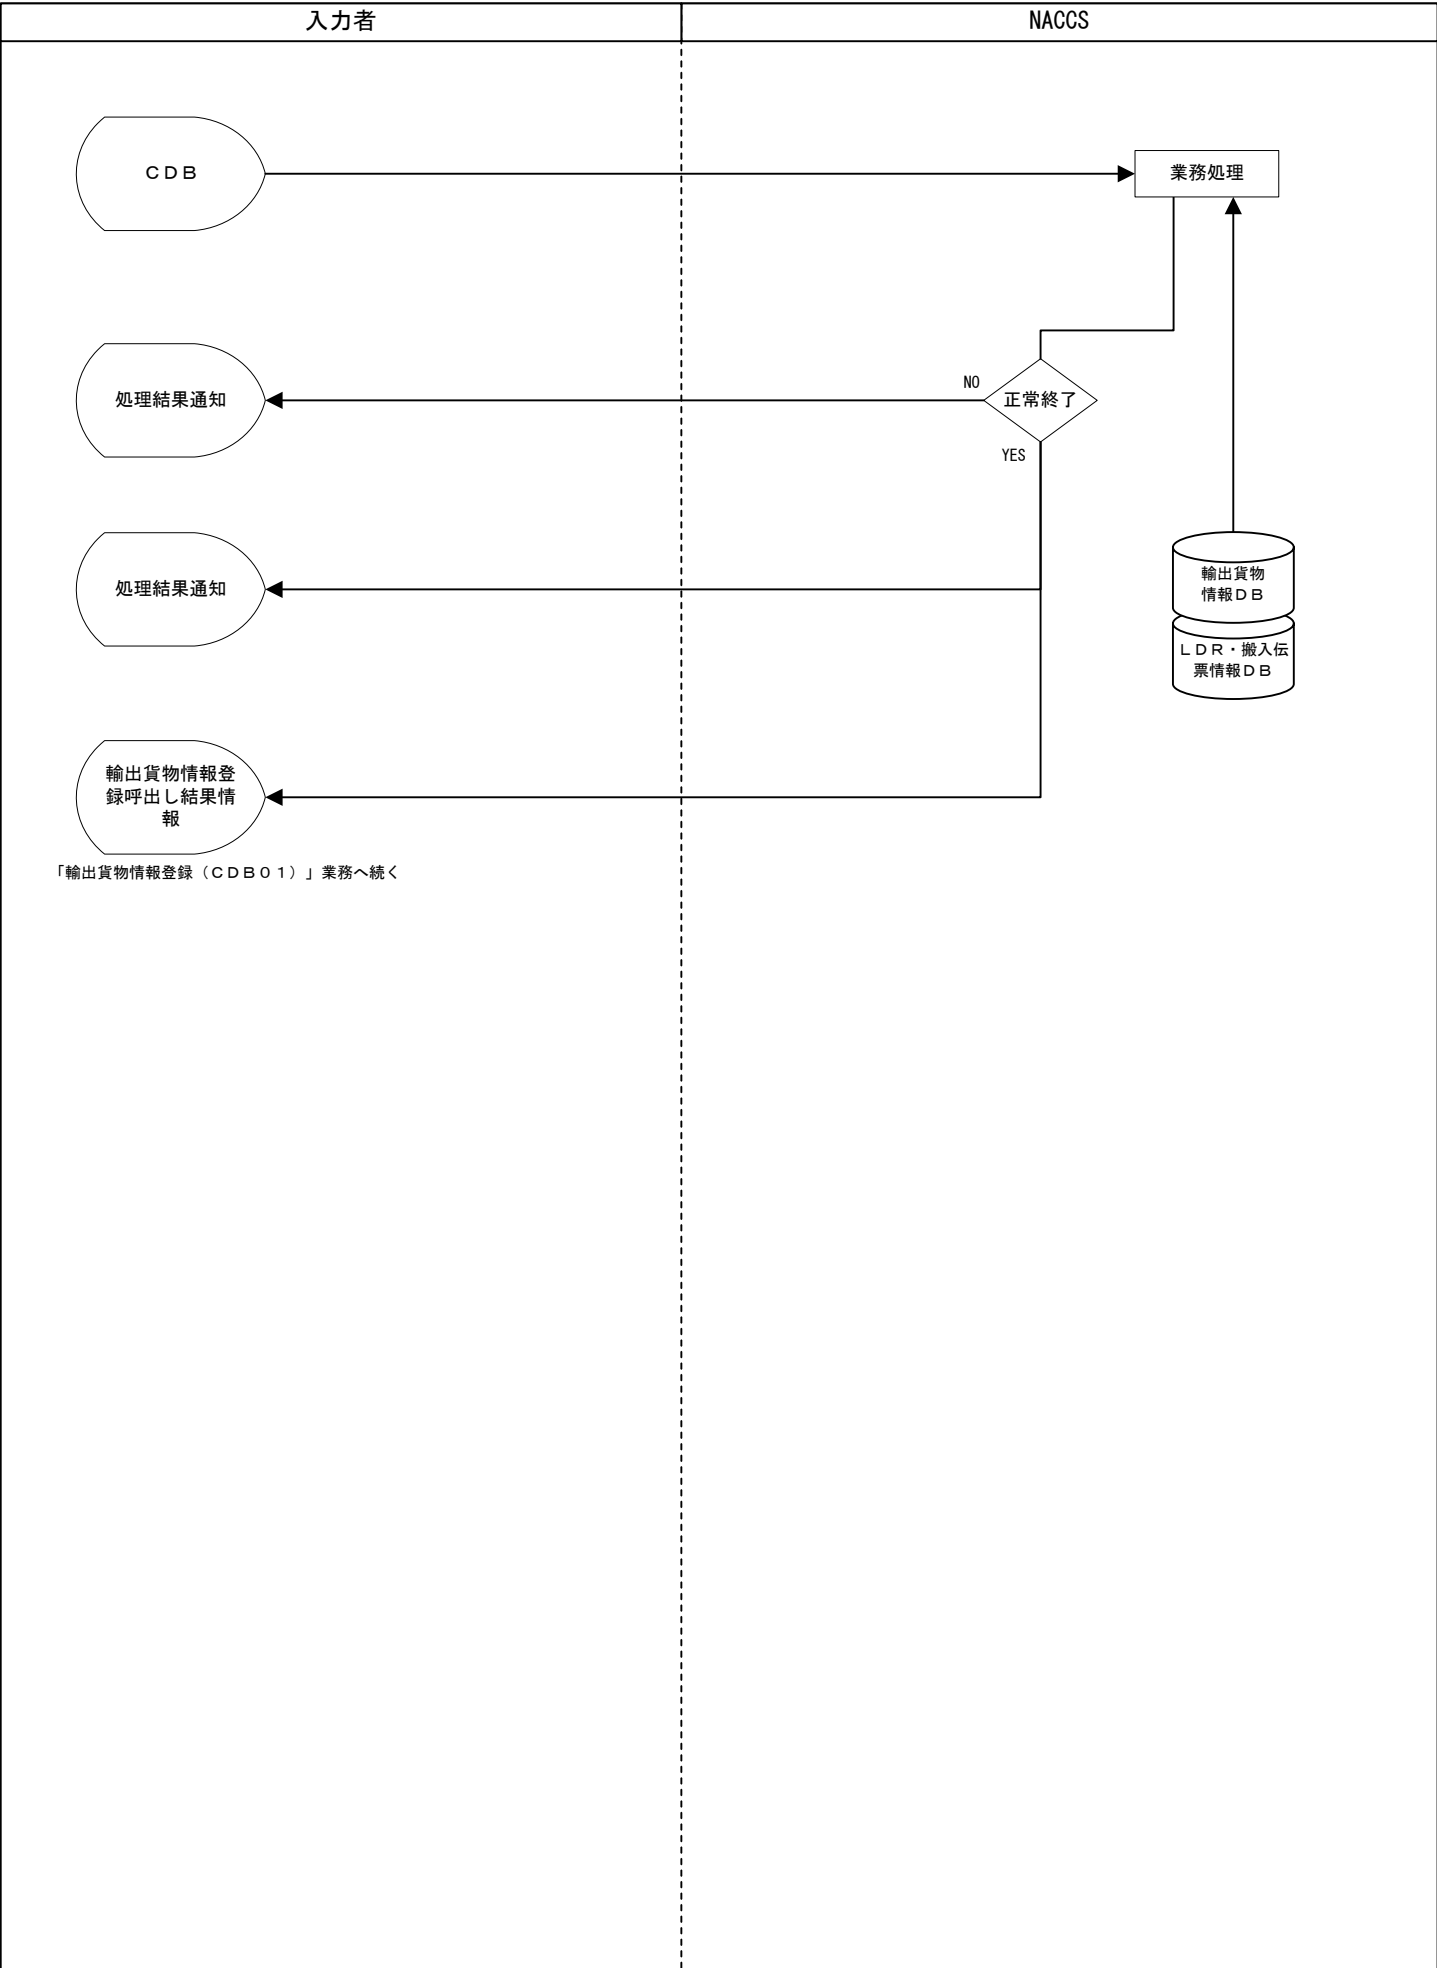 入力者
NACCS
ＣＤＢ
業務処理
処理結果通知
NO
正常終了
YES
処理結果通知
輸出貨物
情報ＤＢ
ＬＤＲ・搬入伝
票情報ＤＢ
輸出貨物情報登
録呼出し結果情
報
「輸出貨物情報登録（ＣＤＢ０１）」業務へ続く